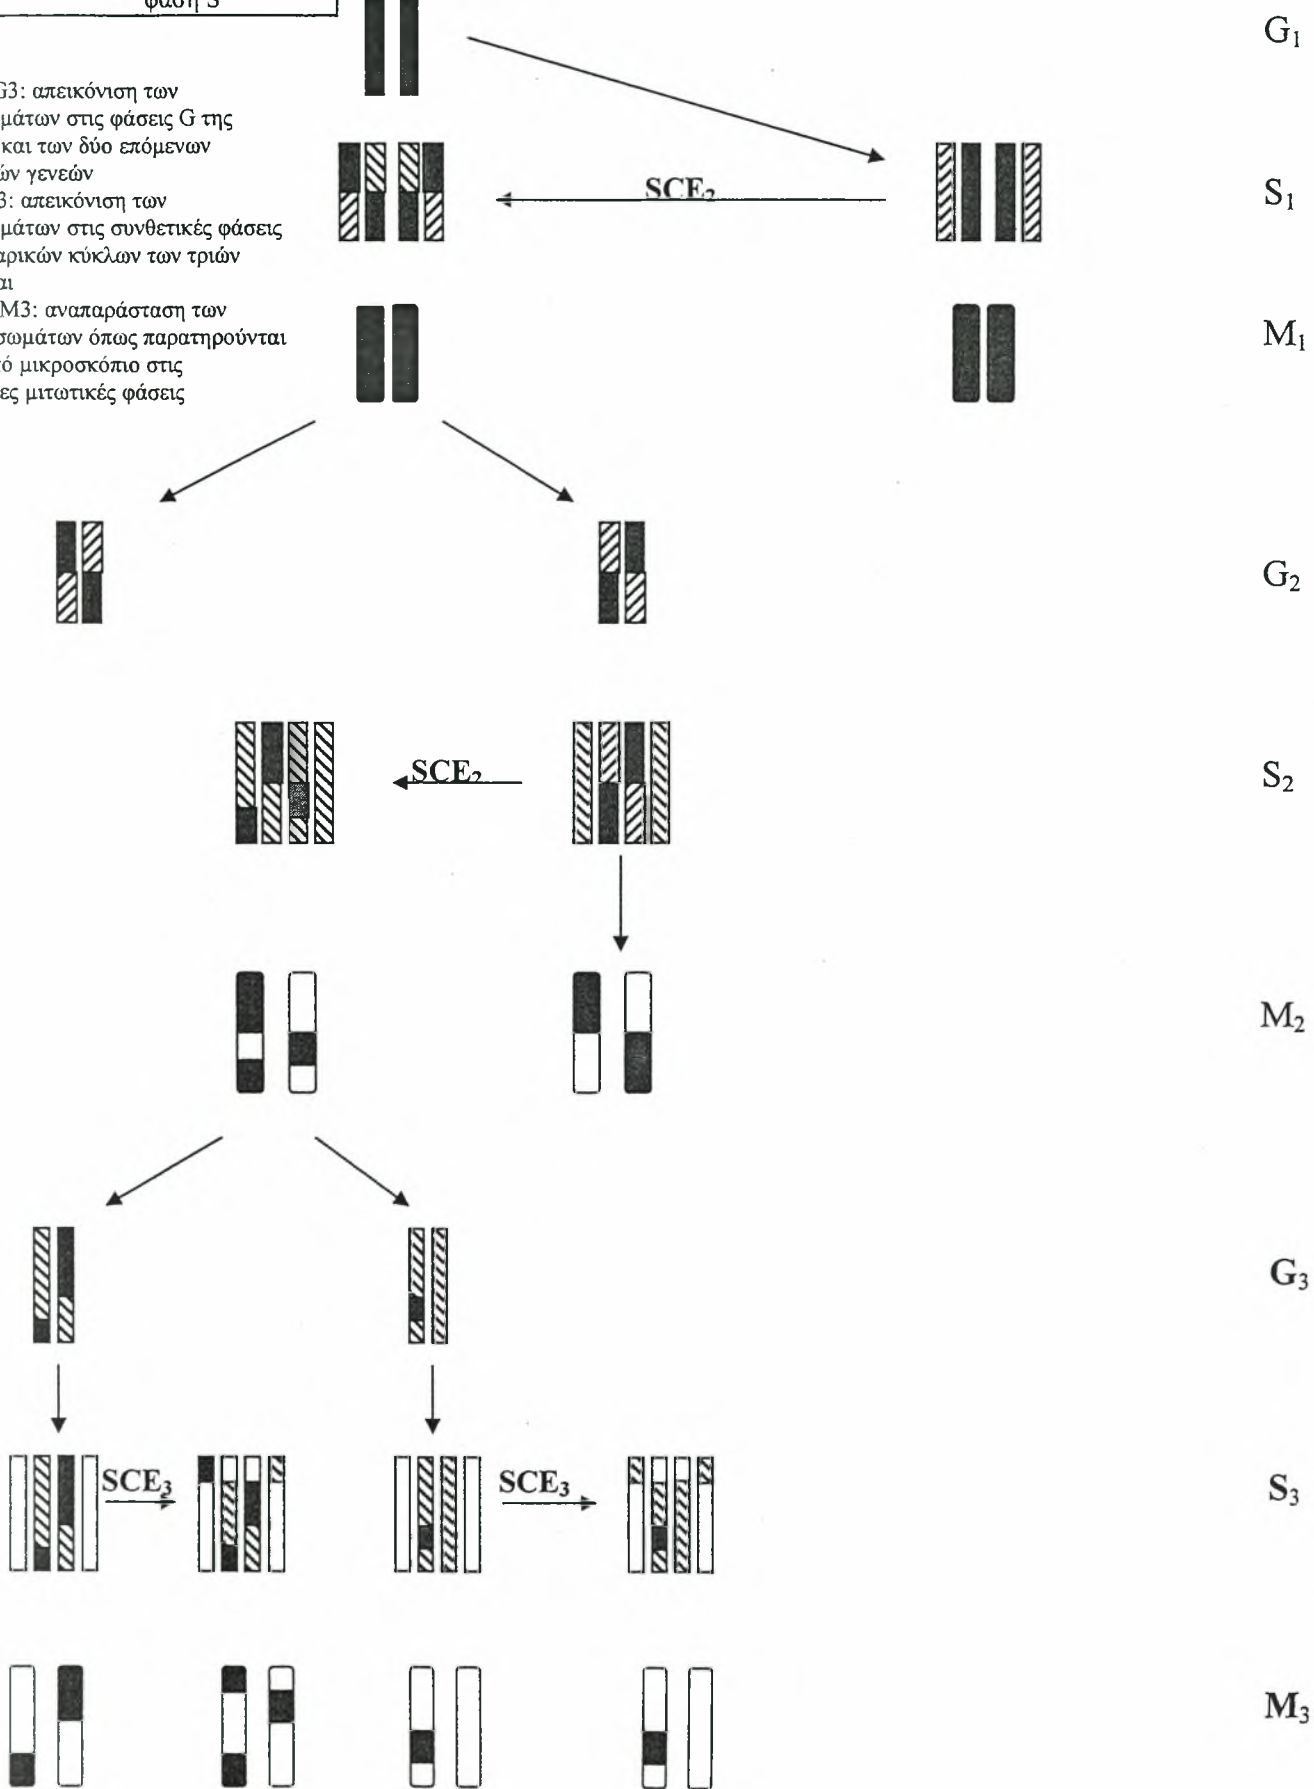 φάση S
G₁
G3: απεικόνιση των
μάτων στις φάσεις G της
και των δύο επόμενων
ών γενεών
3: απεικόνιση των
μάτων στις συνθετικές φάσεις
αρικών κύκλων των τριών
αι
M3: αναπαράσταση των
σωμάτων όπως παρατηρούνται
ό μικροσκόπιο στις
ες μιτωτικές φάσεις
SCE₂
S₁
M₁
G₂
SCE₂
S₂
M₂
G₃
SCE₃
SCE₃
S₃
M₃